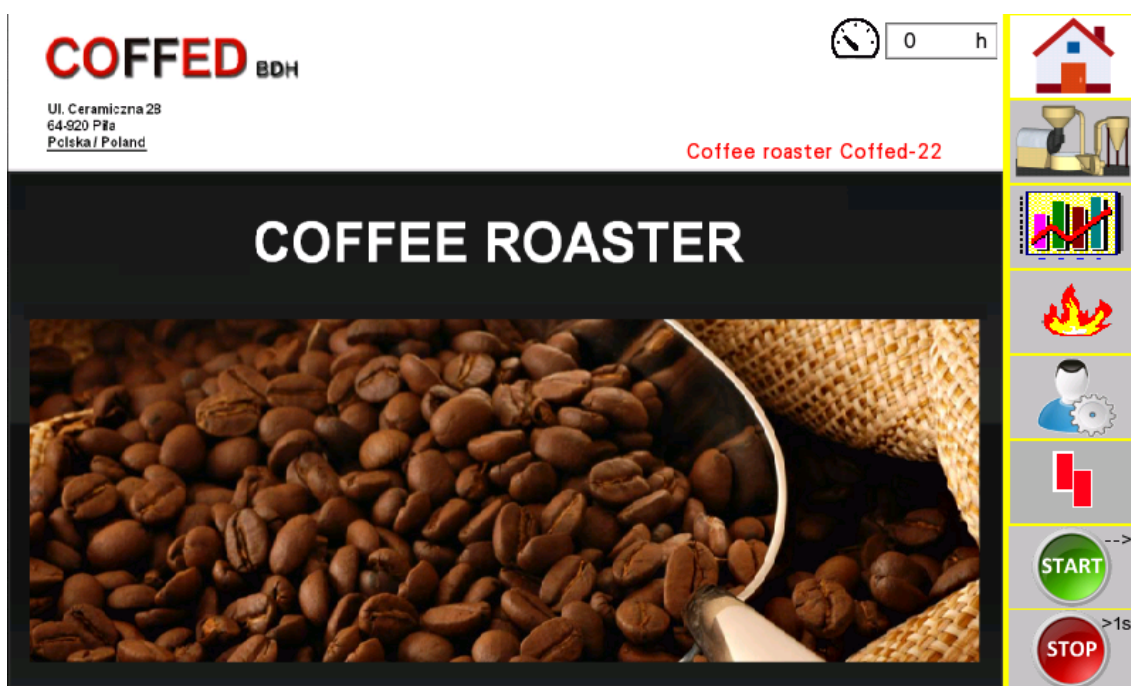 COFFED BDH
0 h
Ul. Ceramiczna 28
64-920 Piła
Polska / Poland
Coffee roaster Coffed-22
COFFEE ROASTER
-->
START
>1s
STOP